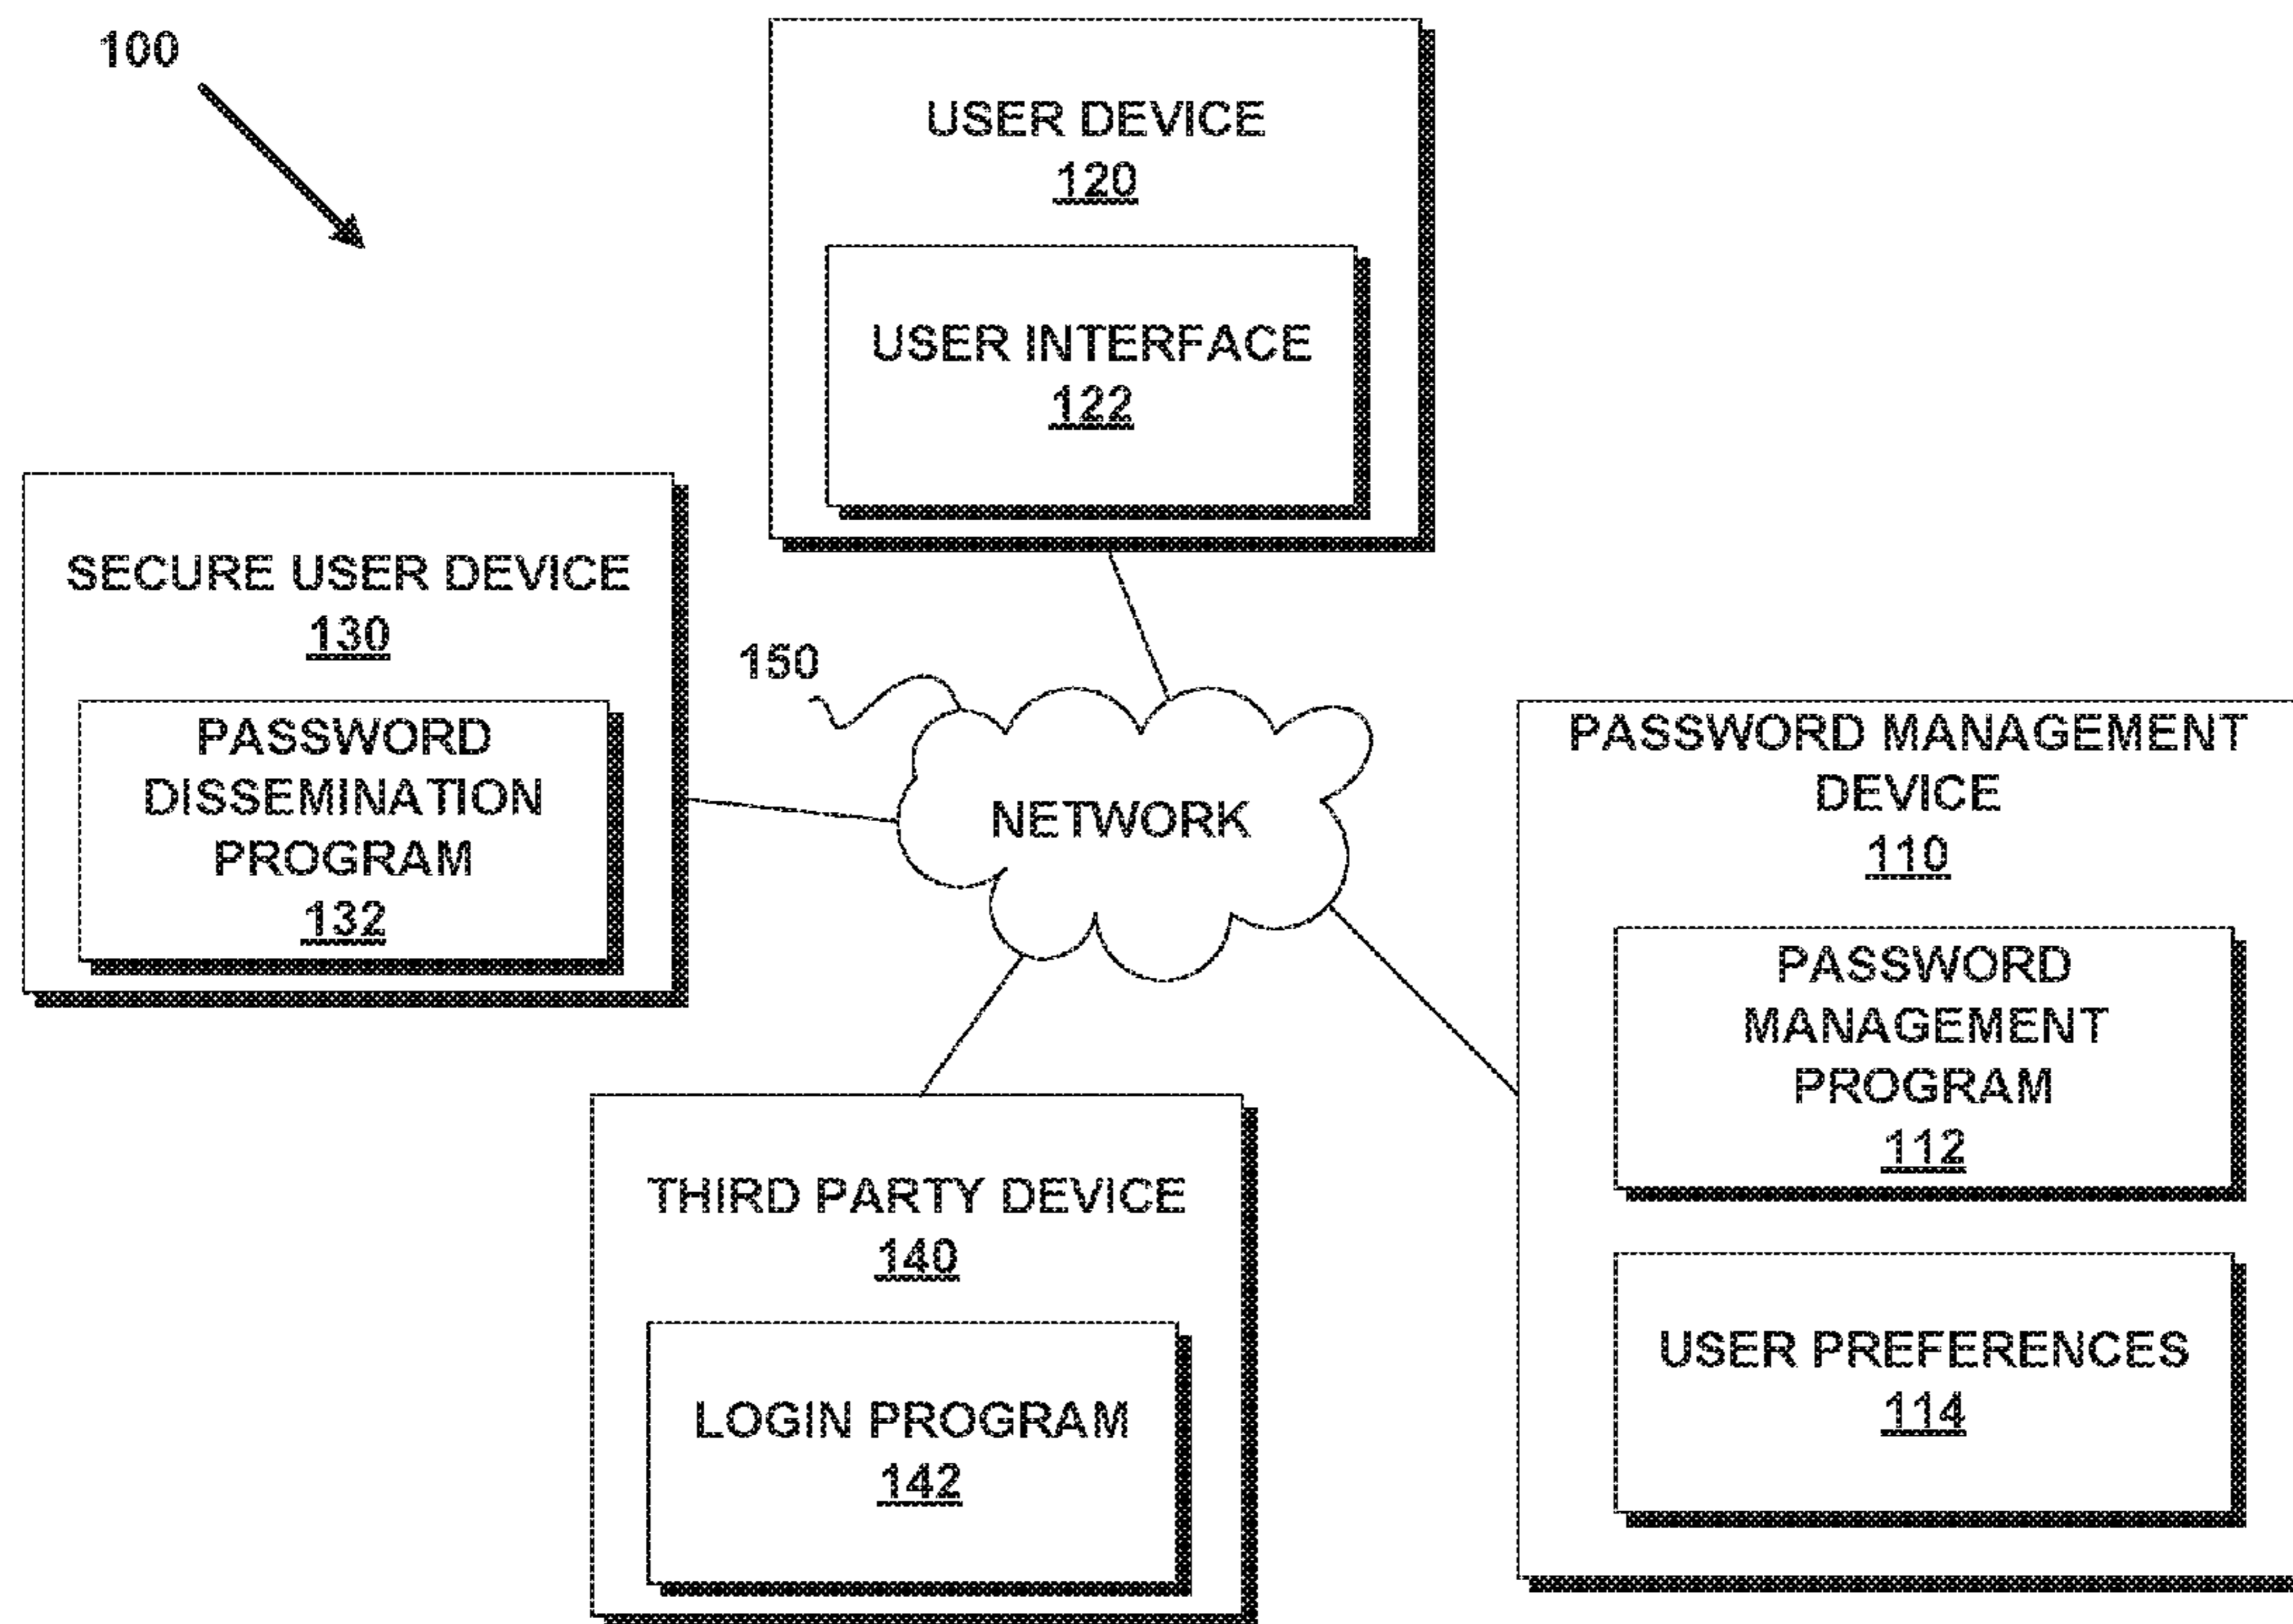 100
USER DEVICE
120
USER INTERFACE
122
SECURE USER DEVICE
130
PASSWORD
DISSEMINATION
PROGRAM
132
150
NETWORK
PASSWORD MANAGEMENT
DEVICE
110
PASSWORD
MANAGEMENT
PROGRAM
112
USER PREFERENCES
114
THIRD PARTY DEVICE
140
LOGIN PROGRAM
142